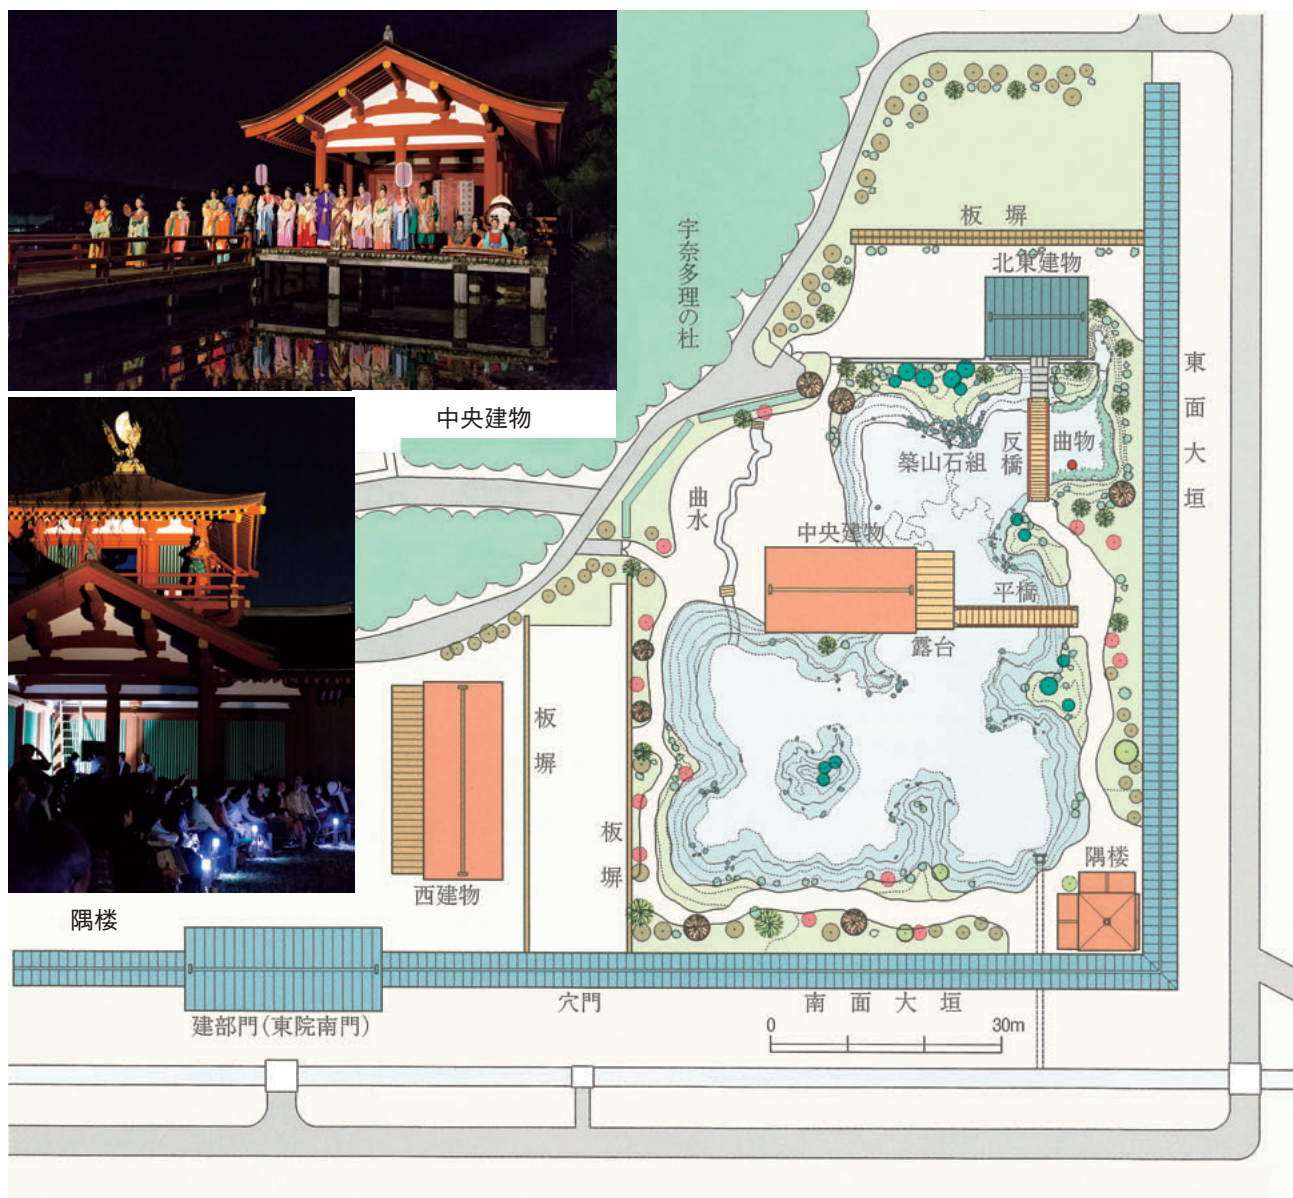 中央建物
隅楼
宇奈多理の杜
板塀
北東建物
東面大垣
反橋
曲物
築山石組
曲水
中央建物
平橋
露台
板塀
板塀
西建物
隅楼
建部門(東院南門)
穴門
南面大垣
0 30m